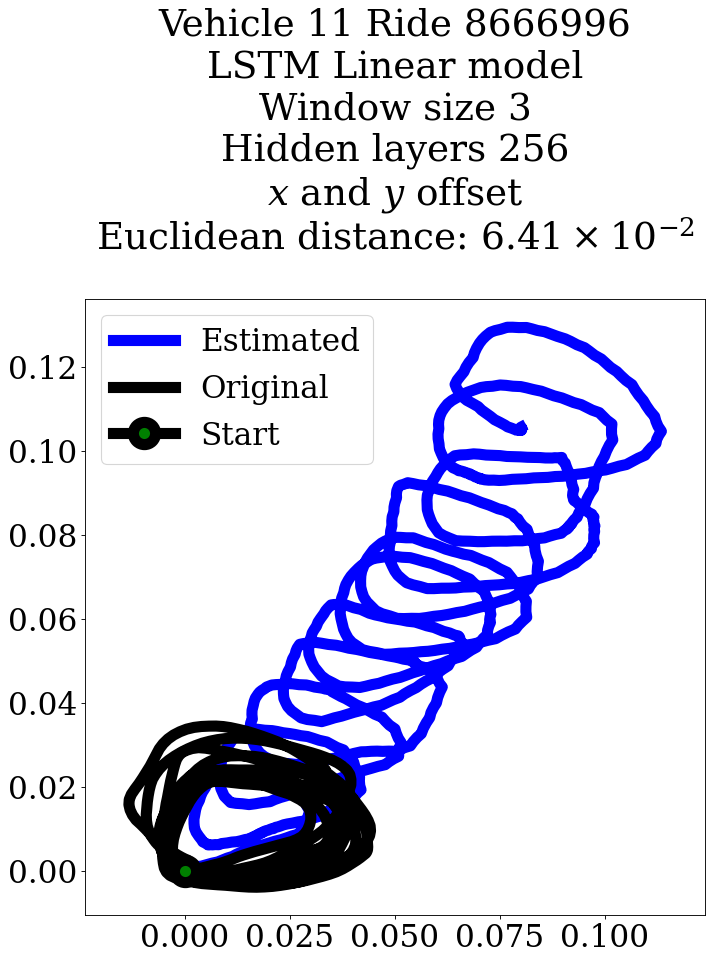 Vehicle 11 Ride 8666996
LSTM Linear model
Window size 3
Hidden layers 256
x and y offset
Euclidean distance: 6.41 × 10⁻²
Estimated
Original
Start
0.12
0.10
0.08
0.06
0.04
0.02
0.00
0.000 0.025 0.050 0.075 0.100